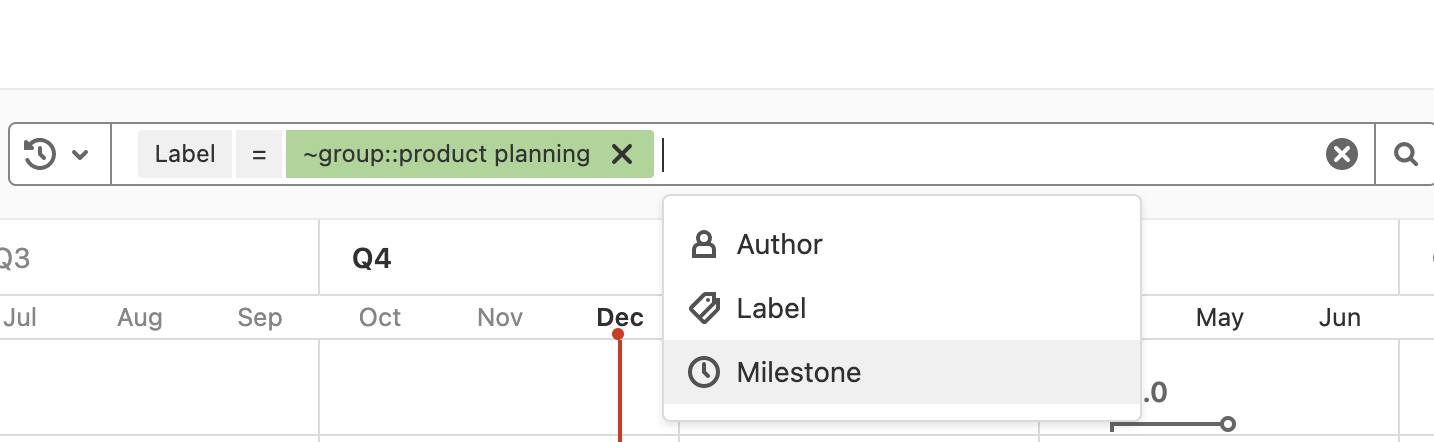 Label = ~group::product planning
Author
Label
Milestone
Q3
Q4
Jul Aug Sep Oct Nov Dec May Jun
.0